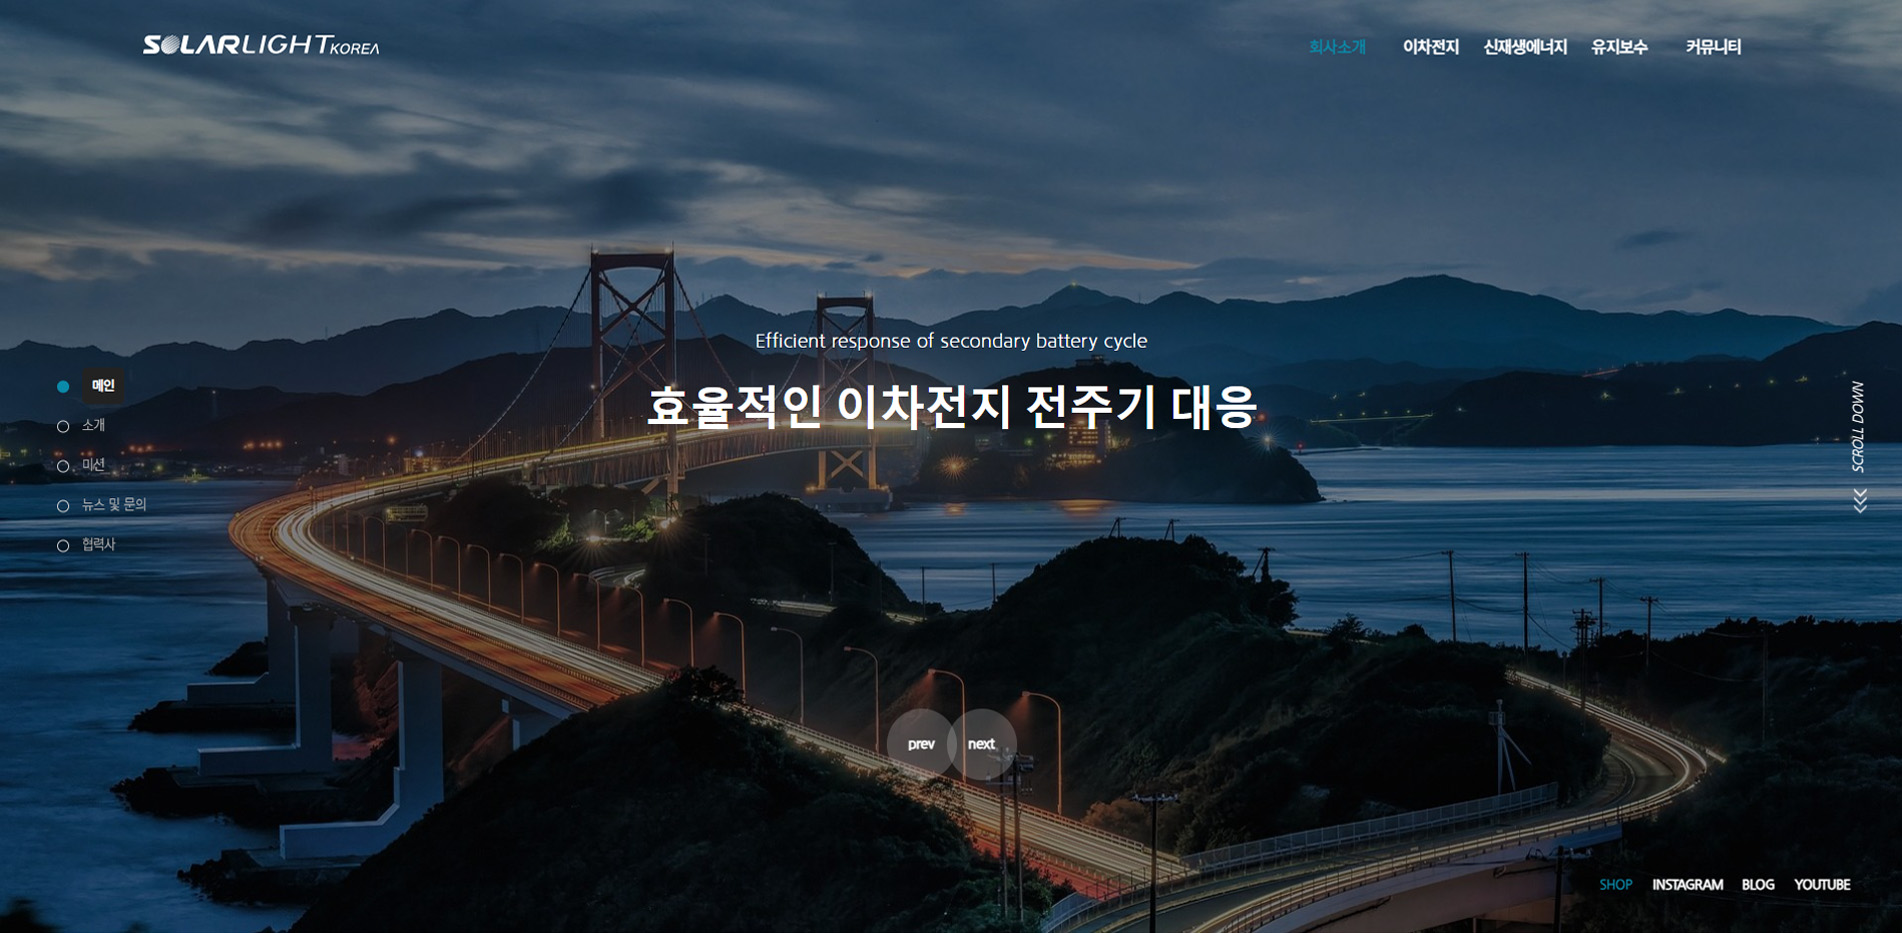 SOLARLIGHT KOREA
회사소개 이차전지 신재생에너지 유지보수 커뮤니티
Efficient response of secondary battery cycle
효율적인 이차전지 전주기 대응
메인
소개
미션
뉴스 및 문의
협력사
SCROLL DOWN
prev next
SHOP INSTAGRAM BLOG YOUTUBE